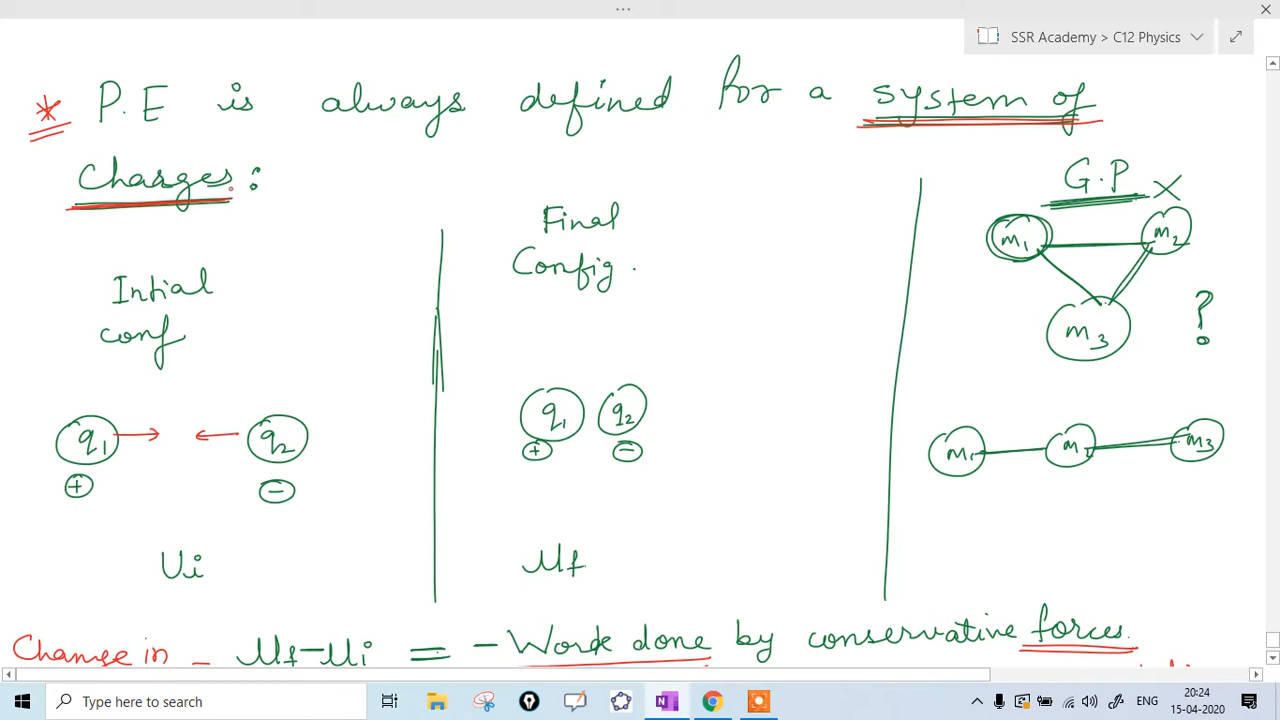 SSR Academy > C12 Physics
* P.E is always defined for a system of
Charges:
Intial
conf
q1 q2
+ −
Ui
Final
Config.
q1 q2
+ −
Uf
G.P ×
m1 m2
m3
?
m1 m2 m3
Change in = Uf−Ui = − Work done by conservative forces.
Type here to search
20:24
15-04-2020